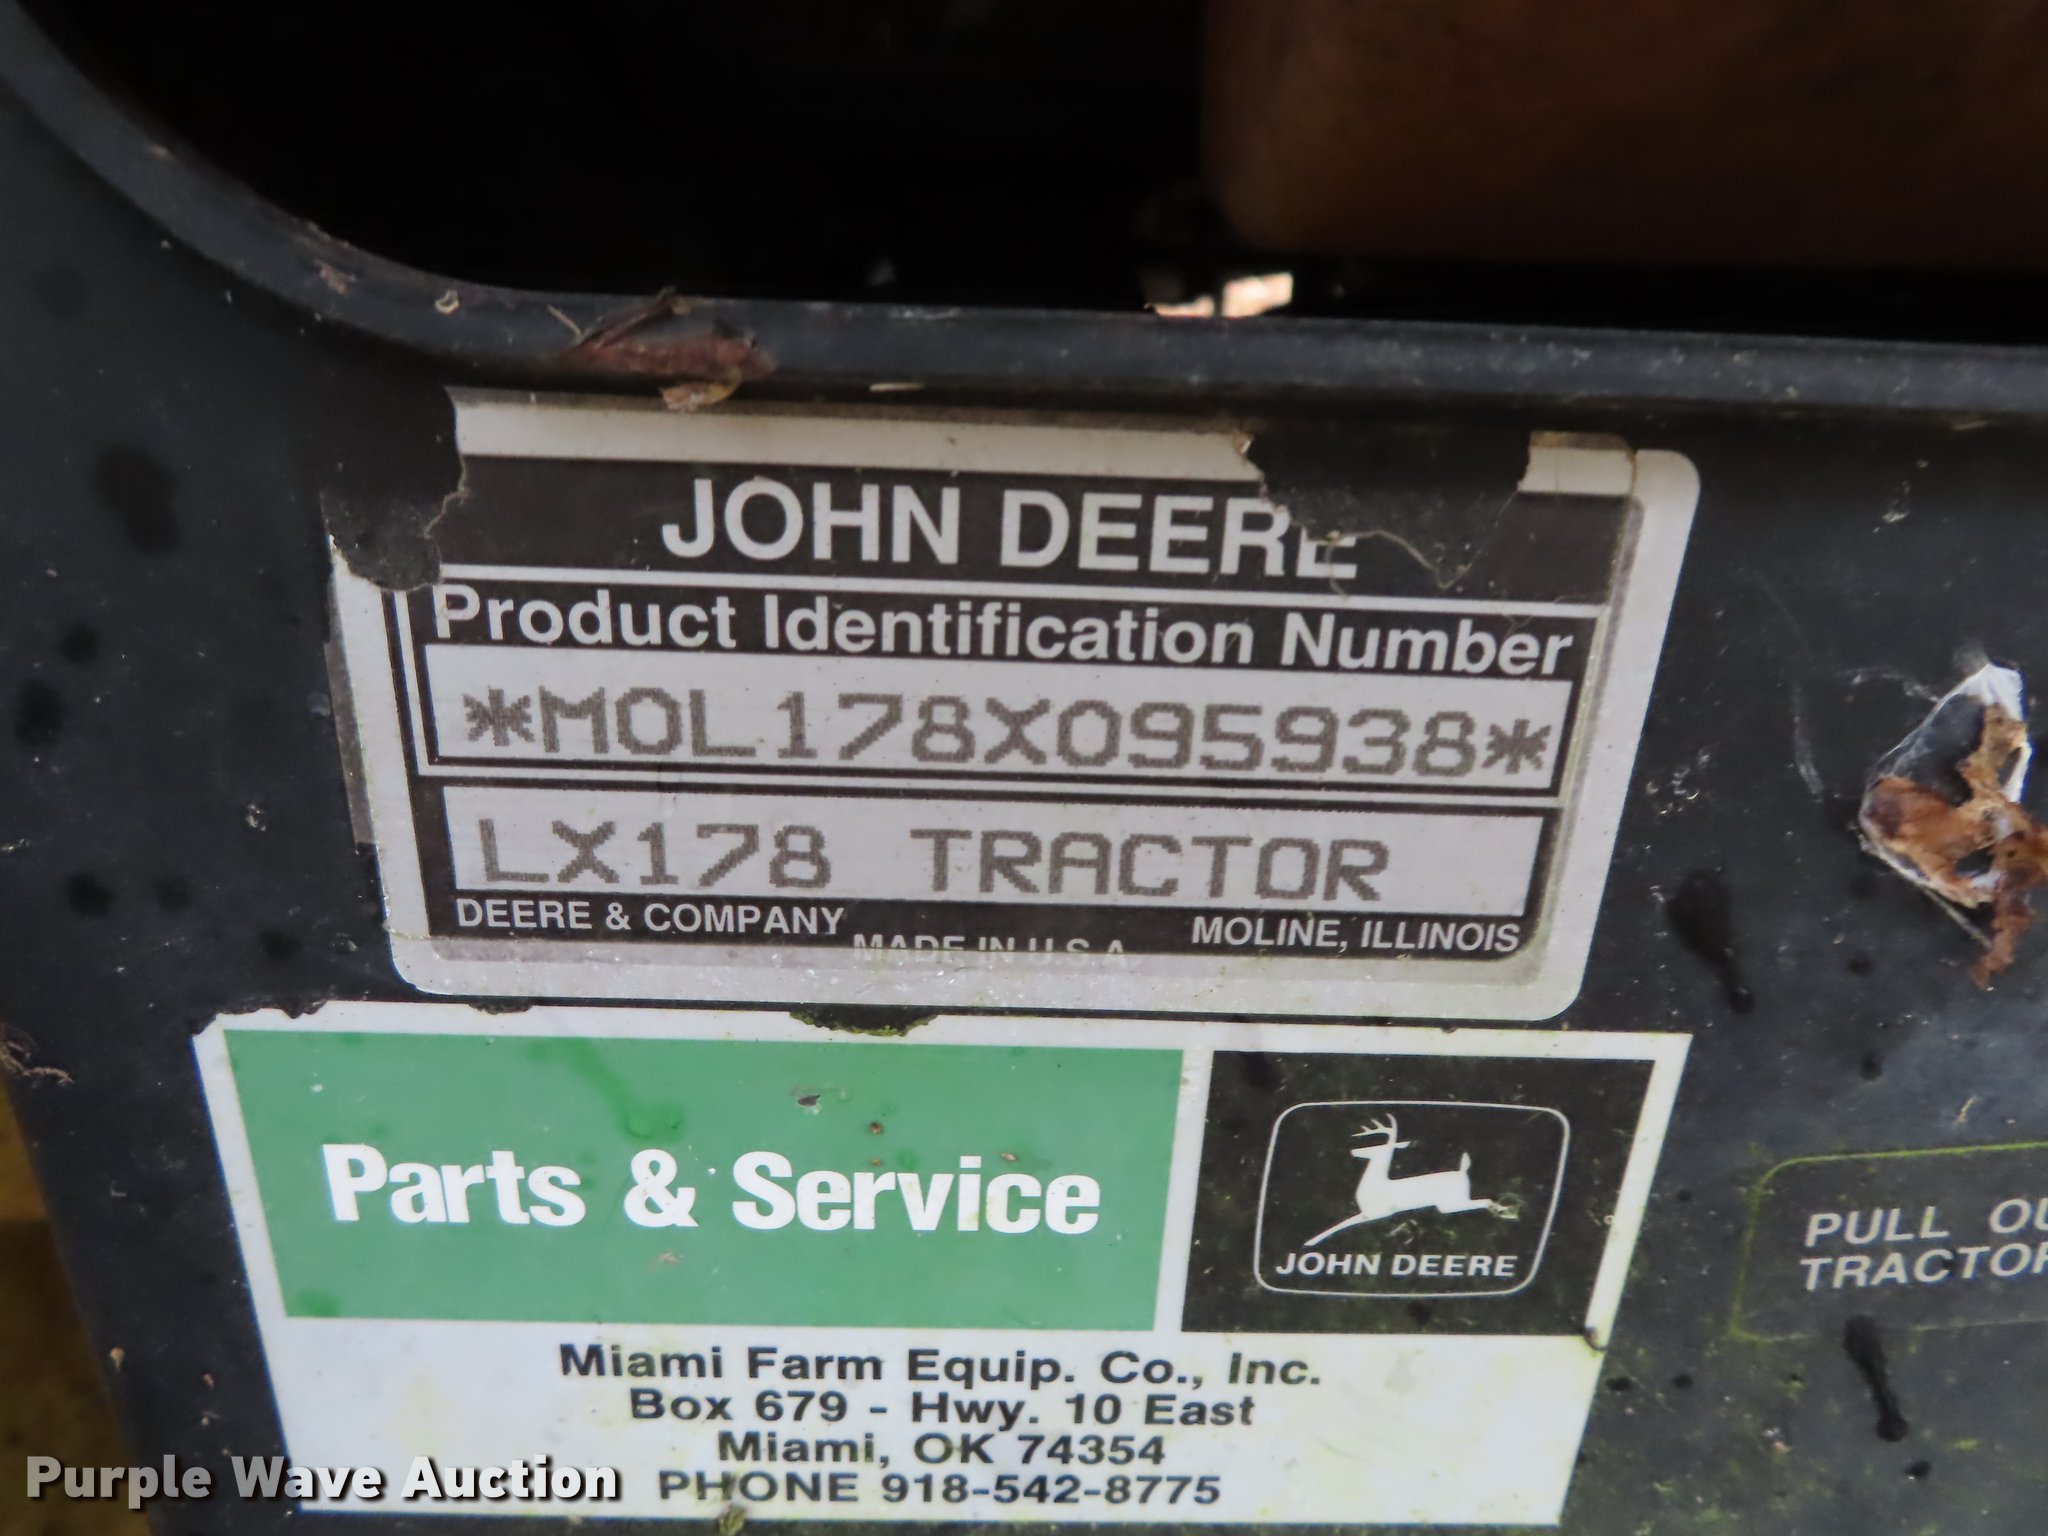 JOHN DEERE
Product Identification Number
*MOL178X095938*
LX178 TRACTOR
DEERE & COMPANY
MOLINE, ILLINOIS
MADE IN U.S.A.
Parts & Service
JOHN DEERE
PULL
Miami Farm Equip. Co., Inc.
Box 679 - Hwy. 10 East
Miami, OK 74354
PHONE 918-542-8775
Purple Wave Auction